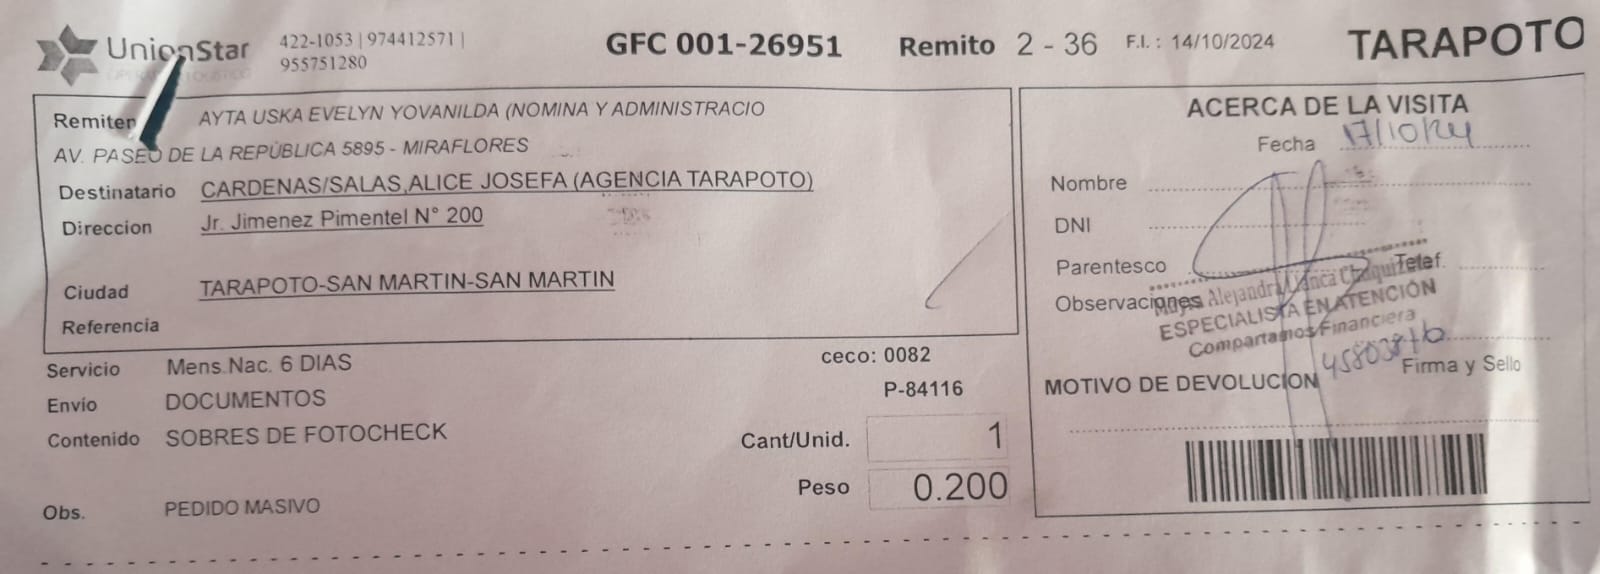 UnionStar
422-1053 | 974412571 |
955751280
GFC 001-26951
Remito 2 - 36
F.I. : 14/10/2024
TARAPOTO
Remiten AYTA USKA EVELYN YOVANILDA (NOMINA Y ADMINISTRACIO
AV. PASEO DE LA REPÚBLICA 5895 - MIRAFLORES
Destinatario CARDENAS/SALAS,ALICE JOSEFA (AGENCIA TARAPOTO)
Direccion Jr. Jimenez Pimentel N° 200
Ciudad TARAPOTO-SAN MARTIN-SAN MARTIN
Referencia
Servicio Mens.Nac. 6 DIAS
ceco: 0082
Envío DOCUMENTOS
P-84116
Contenido SOBRES DE FOTOCHECK
Cant/Unid. 1
Peso 0.200
Obs. PEDIDO MASIVO
ACERCA DE LA VISITA
Fecha 17/10/24
Nombre
DNI
Parentesco
Telef.
Observaciones
Alejandra
ESPECIALISTA EN ATENCIÓN
Compartamos Financiera
Firma y Sello
MOTIVO DE DEVOLUCION